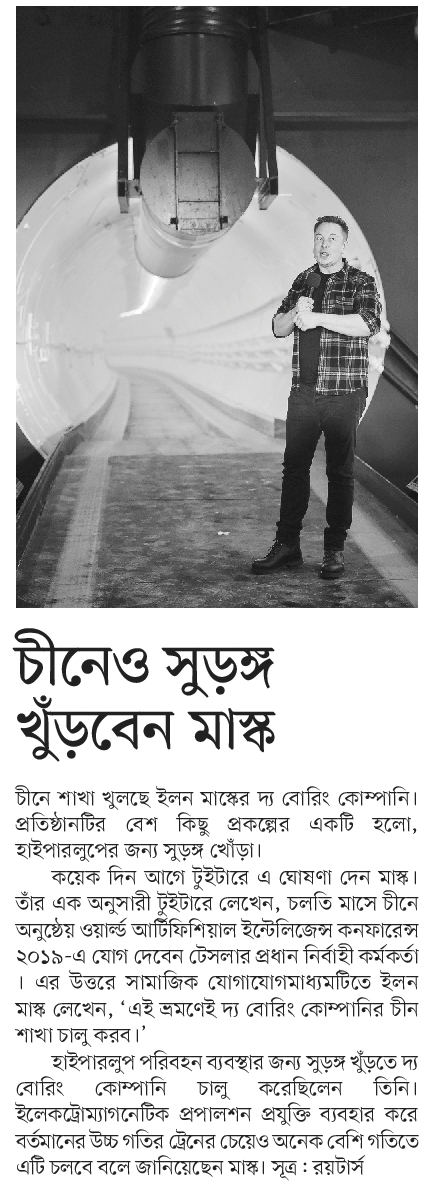 চীনেও সুড়ঙ্গ
খুঁড়বেন মাস্ক
চীনে শাখা খুলছে ইলন মাস্কের দ্য বোরিং কোম্পানি।
প্রতিষ্ঠানটির বেশ কিছু প্রকল্পের একটি হলো,
হাইপারলুপের জন্য সুড়ঙ্গ খোঁড়া।
কয়েক দিন আগে টুইটারে এ ঘোষণা দেন মাস্ক।
তাঁর এক অনুসারী টুইটারে লেখেন, চলতি মাসে চীনে
অনুষ্ঠেয় ওয়ার্ল্ড আর্টিফিশিয়াল ইন্টেলিজেন্স কনফারেন্স
২০১৯-এ যোগ দেবেন টেসলার প্রধান নির্বাহী কর্মকর্তা
। এর উত্তরে সামাজিক যোগাযোগমাধ্যমটিতে ইলন
মাস্ক লেখেন, ‘এই ভ্রমণেই দ্য বোরিং কোম্পানির চীন
শাখা চালু করব।’
হাইপারলুপ পরিবহন ব্যবস্থার জন্য সুড়ঙ্গ খুঁড়তে দ্য
বোরিং কোম্পানি চালু করেছিলেন তিনি।
ইলেকট্রোম্যাগনেটিক প্রপালশন প্রযুক্তি ব্যবহার করে
বর্তমানের উচ্চ গতির ট্রেনের চেয়েও অনেক বেশি গতিতে
এটি চলবে বলে জানিয়েছেন মাস্ক। সূত্র : রয়টার্স